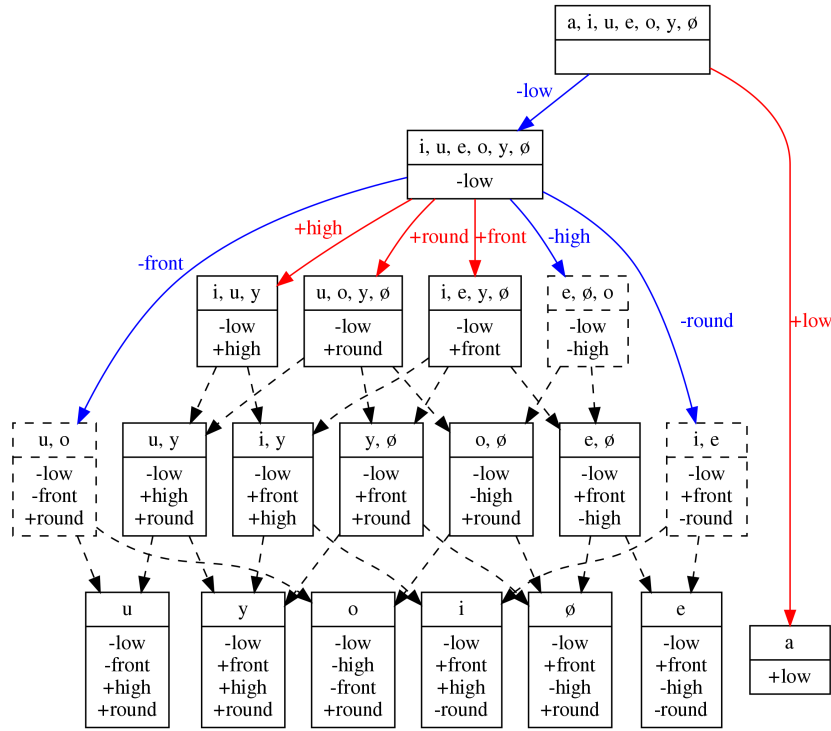 a, i, u, e, o, y, ø
-low
i, u, e, o, y, ø
-low
+high
+round
+front
-high
-front
i, u, y
-low
+high
u, o, y, ø
-low
+round
i, e, y, ø
-low
+front
e, ø, o
-low
-high
-round
+low
u, o
-low
-front
+round
u, y
-low
+high
+round
i, y
-low
+front
+high
y, ø
-low
+front
+round
o, ø
-low
-high
+round
e, ø
-low
+front
-high
i, e
-low
+front
-round
u
-low
-front
+high
+round
y
-low
+front
+high
+round
o
-low
-high
-front
+round
i
-low
+front
+high
-round
ø
-low
+front
-high
+round
e
-low
+front
-high
-round
a
+low